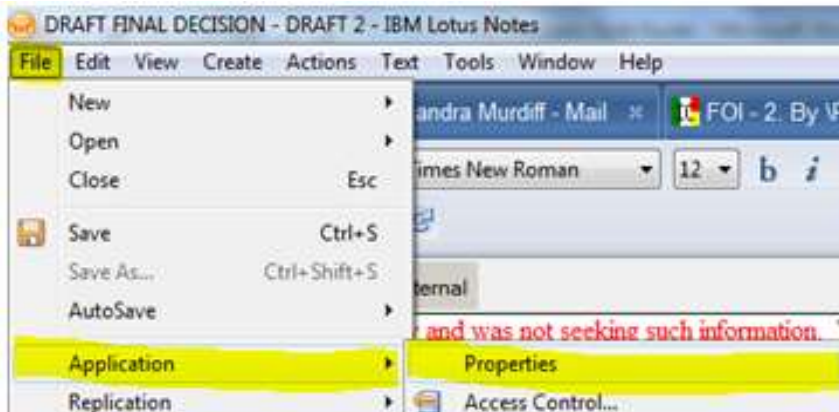 DRAFT FINAL DECISION - DRAFT 2 - IBM Lotus Notes
File Edit View Create Actions Text Tools Window Help
New
andra Murdiff - Mail FOI - 2. By
Open
Close Esc
imes New Roman 12 b i
Save Ctrl+S
Save As... Ctrl+Shift+S
ternal
AutoSave
and was not seeking such information.
Application Properties
Replication Access Control...